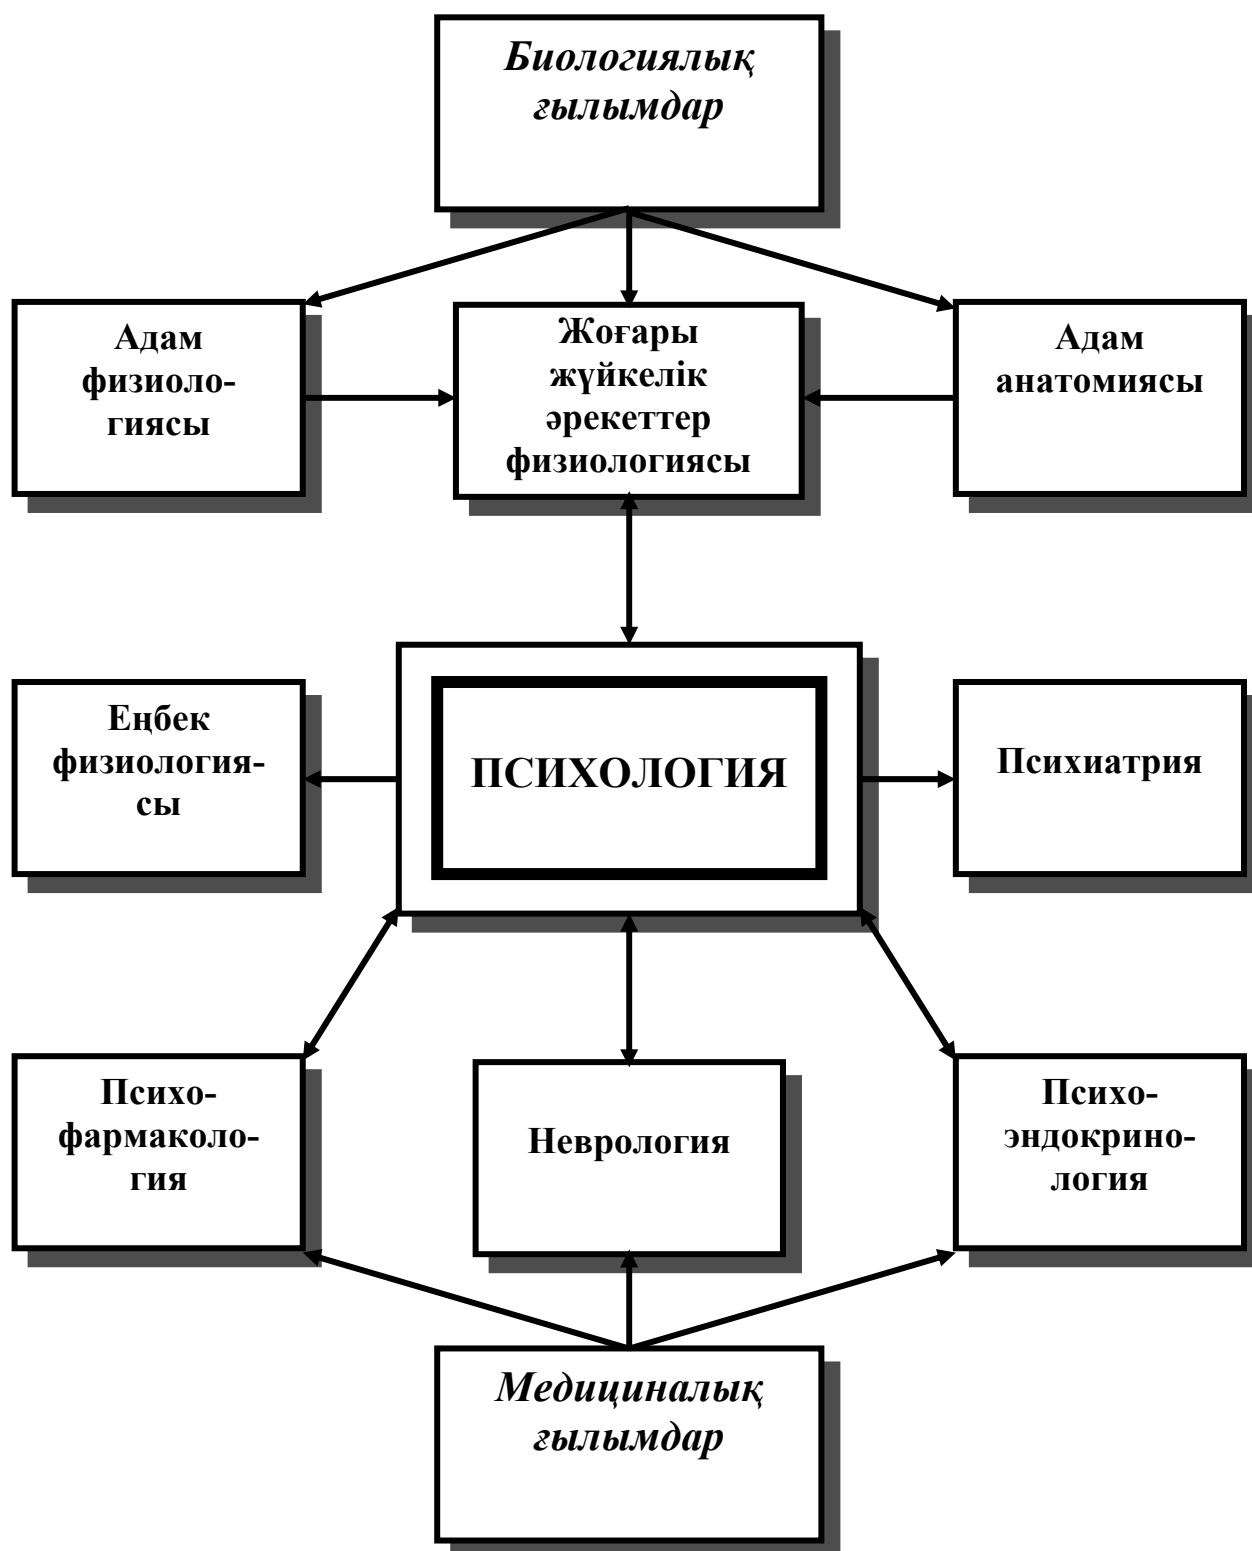 Биологиялық
ғылымдар
Адам
физиоло-
гиясы
Жоғары
жүйкелік
әрекеттер
физиологиясы
Адам
анатомиясы
Еңбек
физиология-
сы
ПСИХОЛОГИЯ
Психиатрия
Психо-
фармаколо-
гия
Неврология
Психо-
эндокрино-
логия
Медициналық
ғылымдар